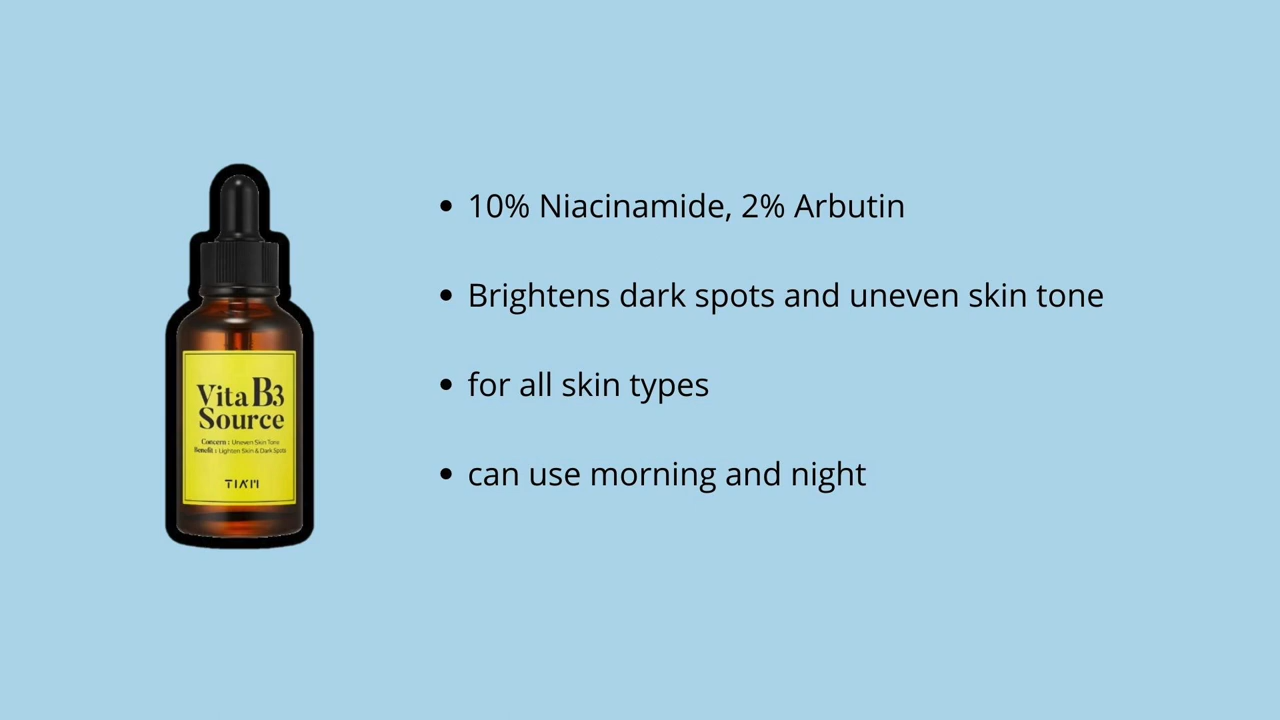 10% Niacinamide, 2% Arbutin
Brightens dark spots and uneven skin tone
for all skin types
can use morning and night
Vita B3
Source
Concern : Uneven Skin Tone
Benefit : Lighten Skin & Dark Spots
TIA'M